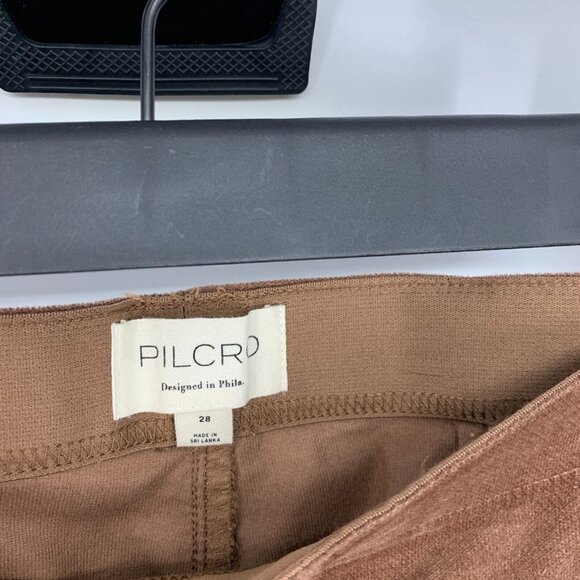 PILCRO
Designed in Phila.
28
MADE IN
SRI LANKA